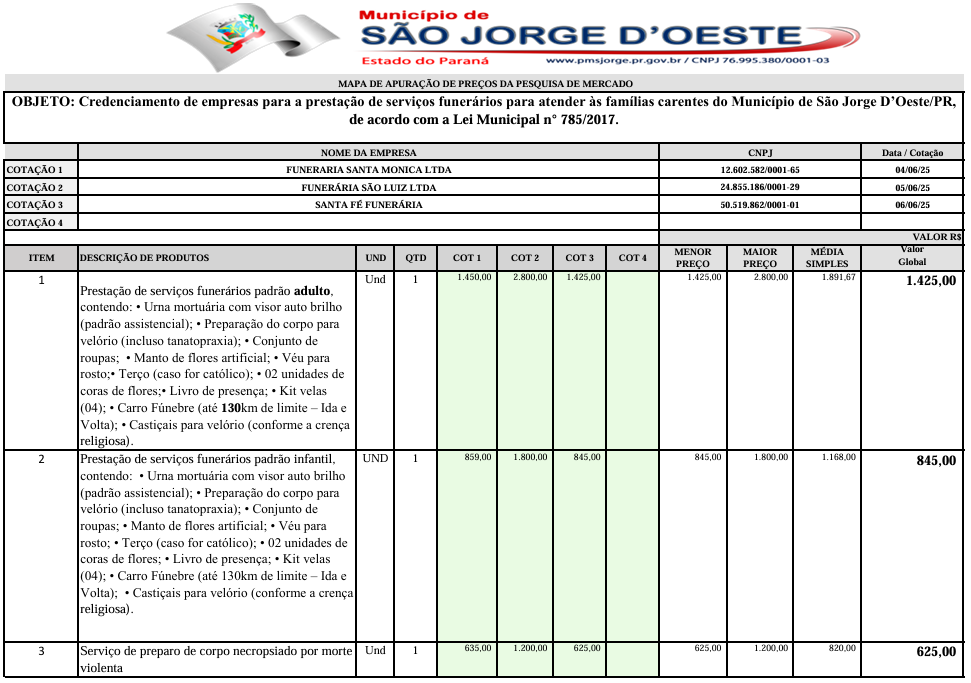 Município de
SÃO JORGE D'OESTE
Estado do Paraná
www.pmsjorge.pr.gov.br / CNPJ 76.995.380/0001-03
MAPA DE APURAÇÃO DE PREÇOS DA PESQUISA DE MERCADO
OBJETO: Credenciamento de empresas para a prestação de serviços funerários para atender às famílias carentes do Município de São Jorge D'Oeste/PR,
de acordo com a Lei Municipal n° 785/2017.
NOME DA EMPRESA CNPJ Data / Cotação
COTAÇÃO 1 FUNERARIA SANTA MONICA LTDA 12.602.582/0001-65 04/06/25
COTAÇÃO 2 FUNERÁRIA SÃO LUIZ LTDA 24.855.186/0001-29 05/06/25
COTAÇÃO 3 SANTA FÉ FUNERÁRIA 50.519.862/0001-01 06/06/25
COTAÇÃO 4
VALOR R$
ITEM DESCRIÇÃO DE PRODUTOS UND QTD COT 1 COT 2 COT 3 COT 4 MENOR PREÇO MAIOR PREÇO MÉDIA SIMPLES Valor Global
1 Und 1 1.450,00 2.800,00 1.425,00 1.425,00 2.800,00 1.891,67 1.425,00
Prestação de serviços funerários padrão adulto,
contendo: • Urna mortuária com visor auto brilho
(padrão assistencial); • Preparação do corpo para
velório (incluso tanatopraxia); • Conjunto de
roupas; • Manto de flores artificial; • Véu para
rosto;• Terço (caso for católico); • 02 unidades de
coras de flores;• Livro de presença; • Kit velas
(04); • Carro Fúnebre (até 130km de limite – Ida e
Volta); • Castiçais para velório (conforme a crença
religiosa).
2 Prestação de serviços funerários padrão infantil, UND 1 859,00 1.800,00 845,00 845,00 1.800,00 1.168,00 845,00
contendo: • Urna mortuária com visor auto brilho
(padrão assistencial); • Preparação do corpo para
velório (incluso tanatopraxia); • Conjunto de
roupas; • Manto de flores artificial; • Véu para
rosto; • Terço (caso for católico); • 02 unidades de
coras de flores; • Livro de presença; • Kit velas
(04); • Carro Fúnebre (até 130km de limite – Ida e
Volta); • Castiçais para velório (conforme a crença
religiosa).
3 Serviço de preparo de corpo necropsiado por morte Und 1 635,00 1.200,00 625,00 625,00 1.200,00 820,00 625,00
violenta